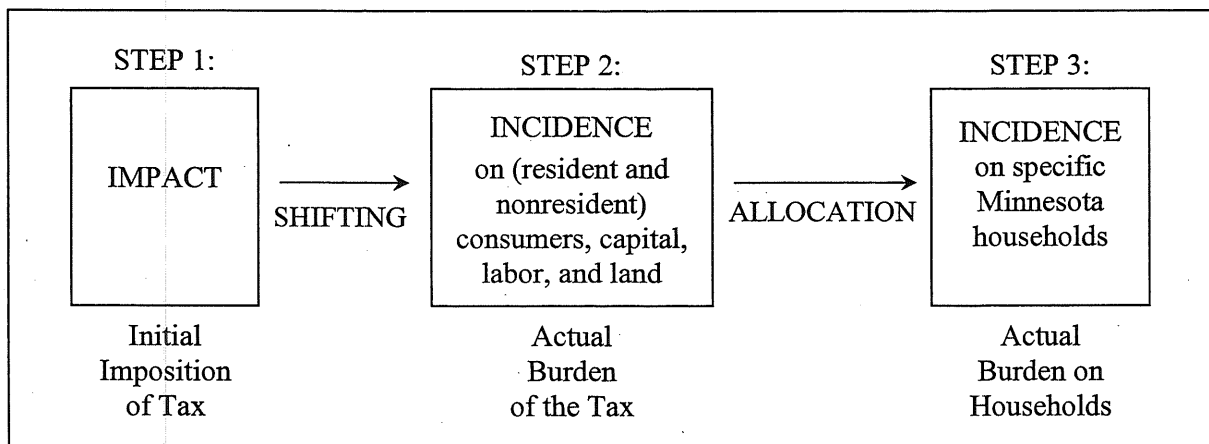 STEP 1:
IMPACT
Initial
Imposition
of Tax
SHIFTING
STEP 2:
INCIDENCE
on (resident and
nonresident)
consumers, capital,
labor, and land
Actual
Burden
of the Tax
ALLOCATION
STEP 3:
INCIDENCE
on specific
Minnesota
households
Actual
Burden on
Households